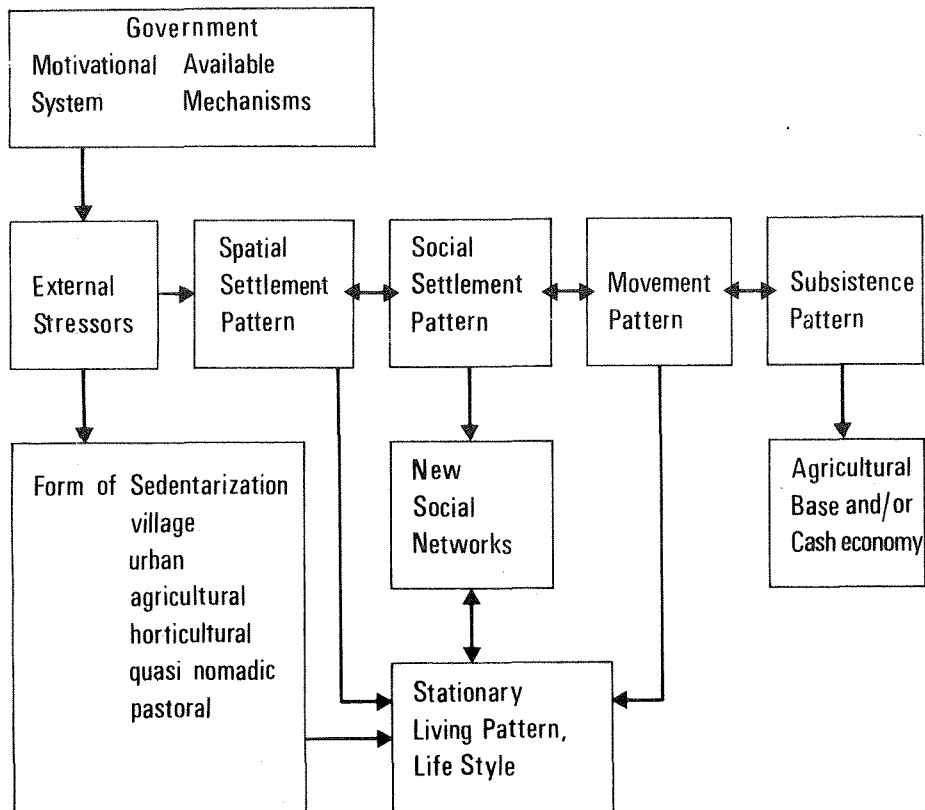 Government
Motivational Available
System Mechanisms
External
Stressors
Spatial
Settlement
Pattern
Social
Settlement
Pattern
Movement
Pattern
Subsistence
Pattern
Form of Sedentarization
village
urban
agricultural
horticultural
quasi nomadic
pastoral
New
Social
Networks
Agricultural
Base and/or
Cash economy
Stationary
Living Pattern,
Life Style